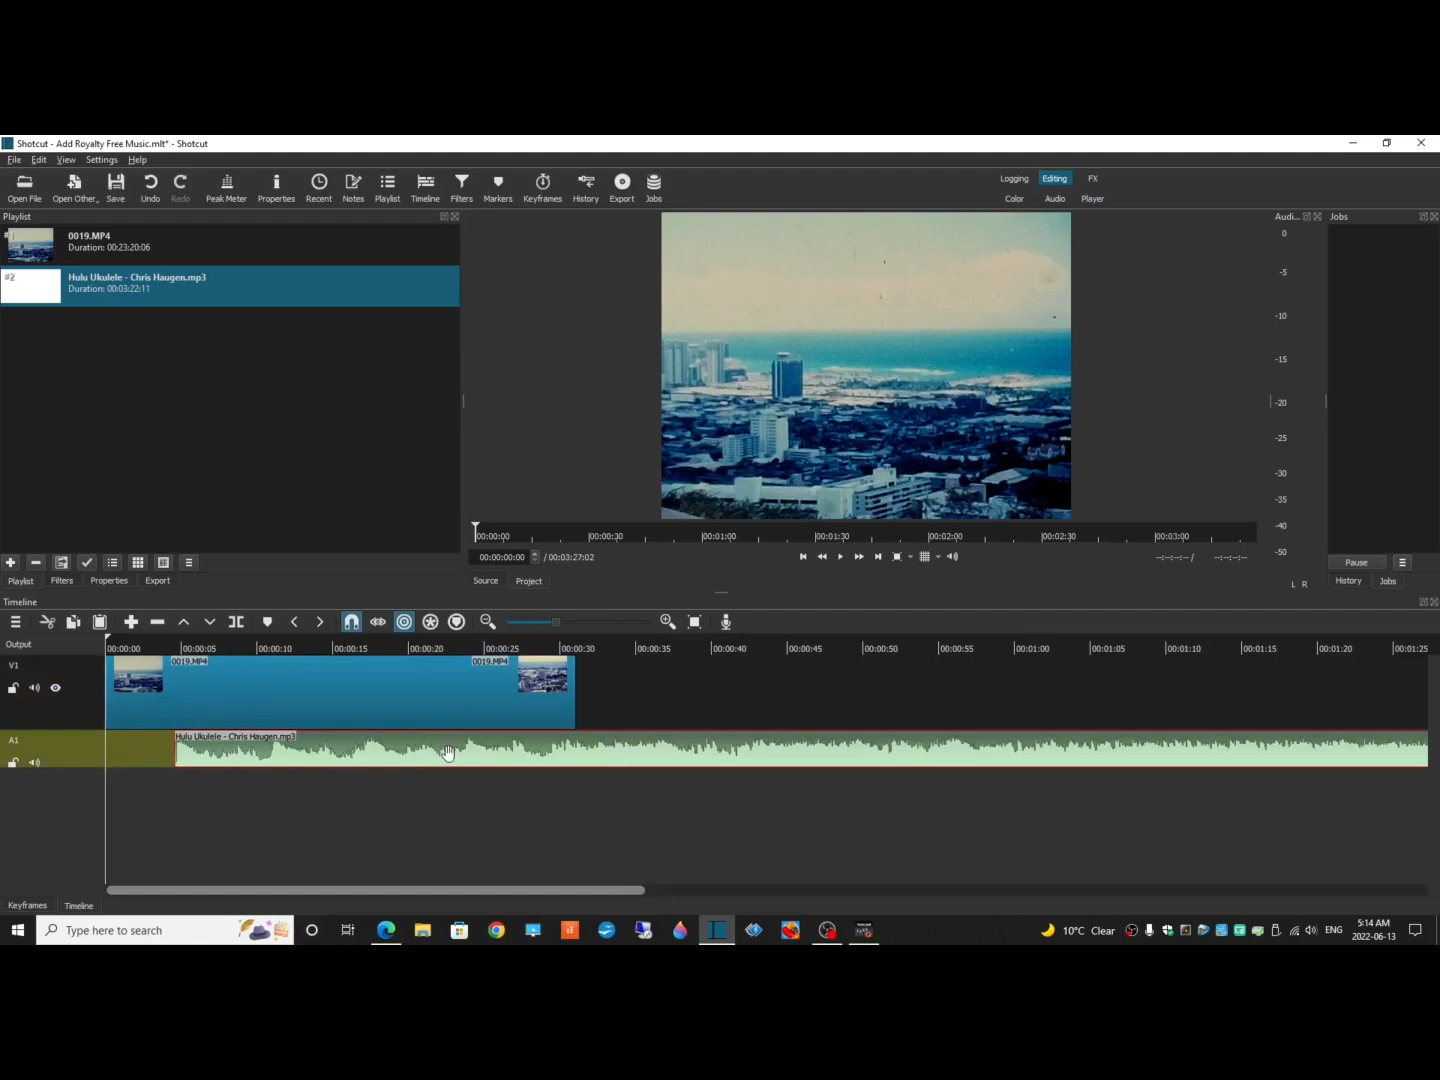 Shotcut - Add Royalty Free Music.mlt* - Shotcut
File Edit View Settings Help
Open File Open Other.. Save Undo Redo Peak Meter Properties Recent Notes Playlist Timeline Filters Markers Keyframes History Export Jobs
Logging Editing FX
Color Audio Player
Playlist
Audi... Jobs
0019.MP4
Duration: 00:23:20:06
#2
Hulu Ukulele - Chris Haugen.mp3
Duration: 00:03:22:11
0
-5
-10
-15
-20
-25
-30
-35
-40
-50
L R
00:00:00 00:00:30 00:01:00 00:01:30 00:02:00 00:02:30 00:03:00
00:00:00:00 / 00:03:27:02 --:--:--:-- / --:--:--:--
Source Project
Pause
History Jobs
Playlist Filters Properties Export
Timeline
Output
00:00:00 00:00:05 00:00:10 00:00:15 00:00:20 00:00:25 00:00:30 00:00:35 00:00:40 00:00:45 00:00:50 00:00:55 00:01:00 00:01:05 00:01:10 00:01:15 00:01:20 00:01:25
V1
0019.MP4 0019.MP4
A1
Hulu Ukulele - Chris Haugen.mp3
Keyframes Timeline
Type here to search
10°C Clear
ENG
5:14 AM
2022-06-13